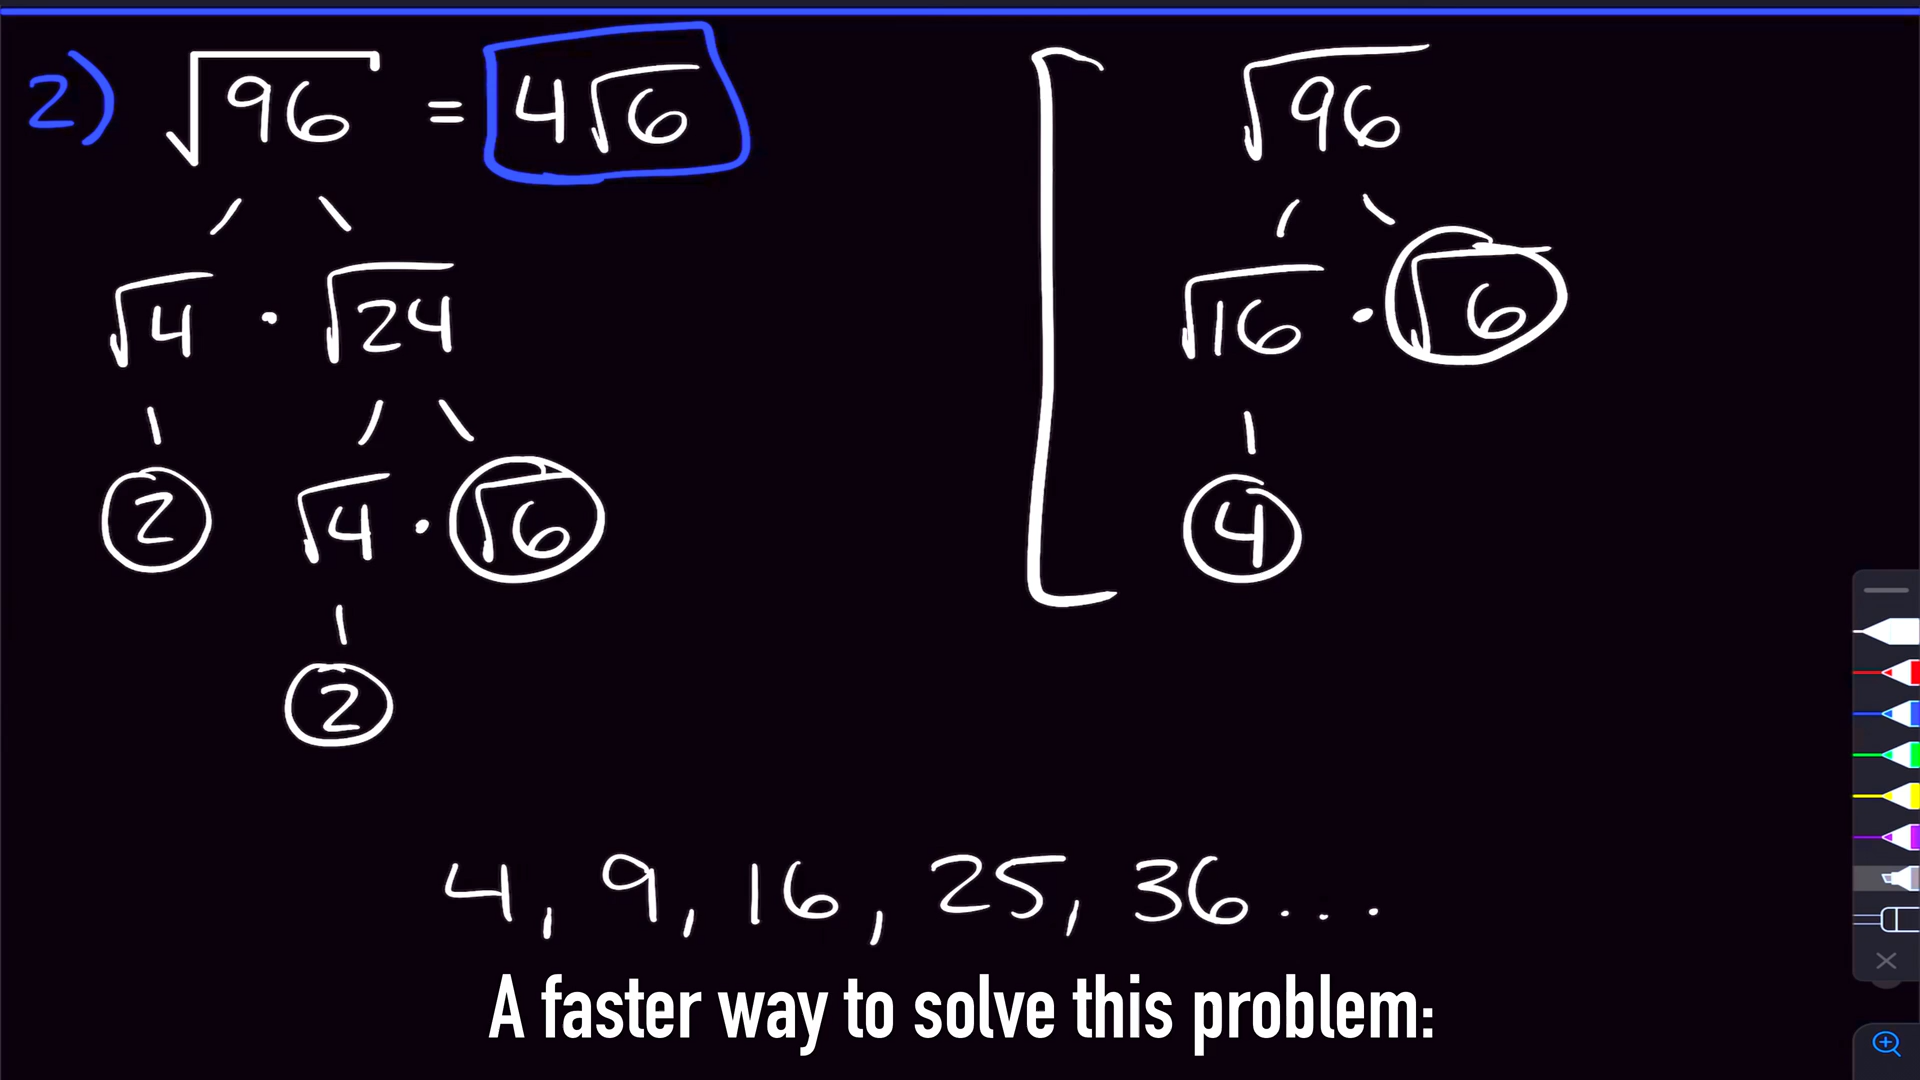 2) √96 = 4√6
√4 · √24
2 √4 · √6
2
√96
√16 · √6
4
4, 9, 16, 25, 36...
A faster way to solve this problem: